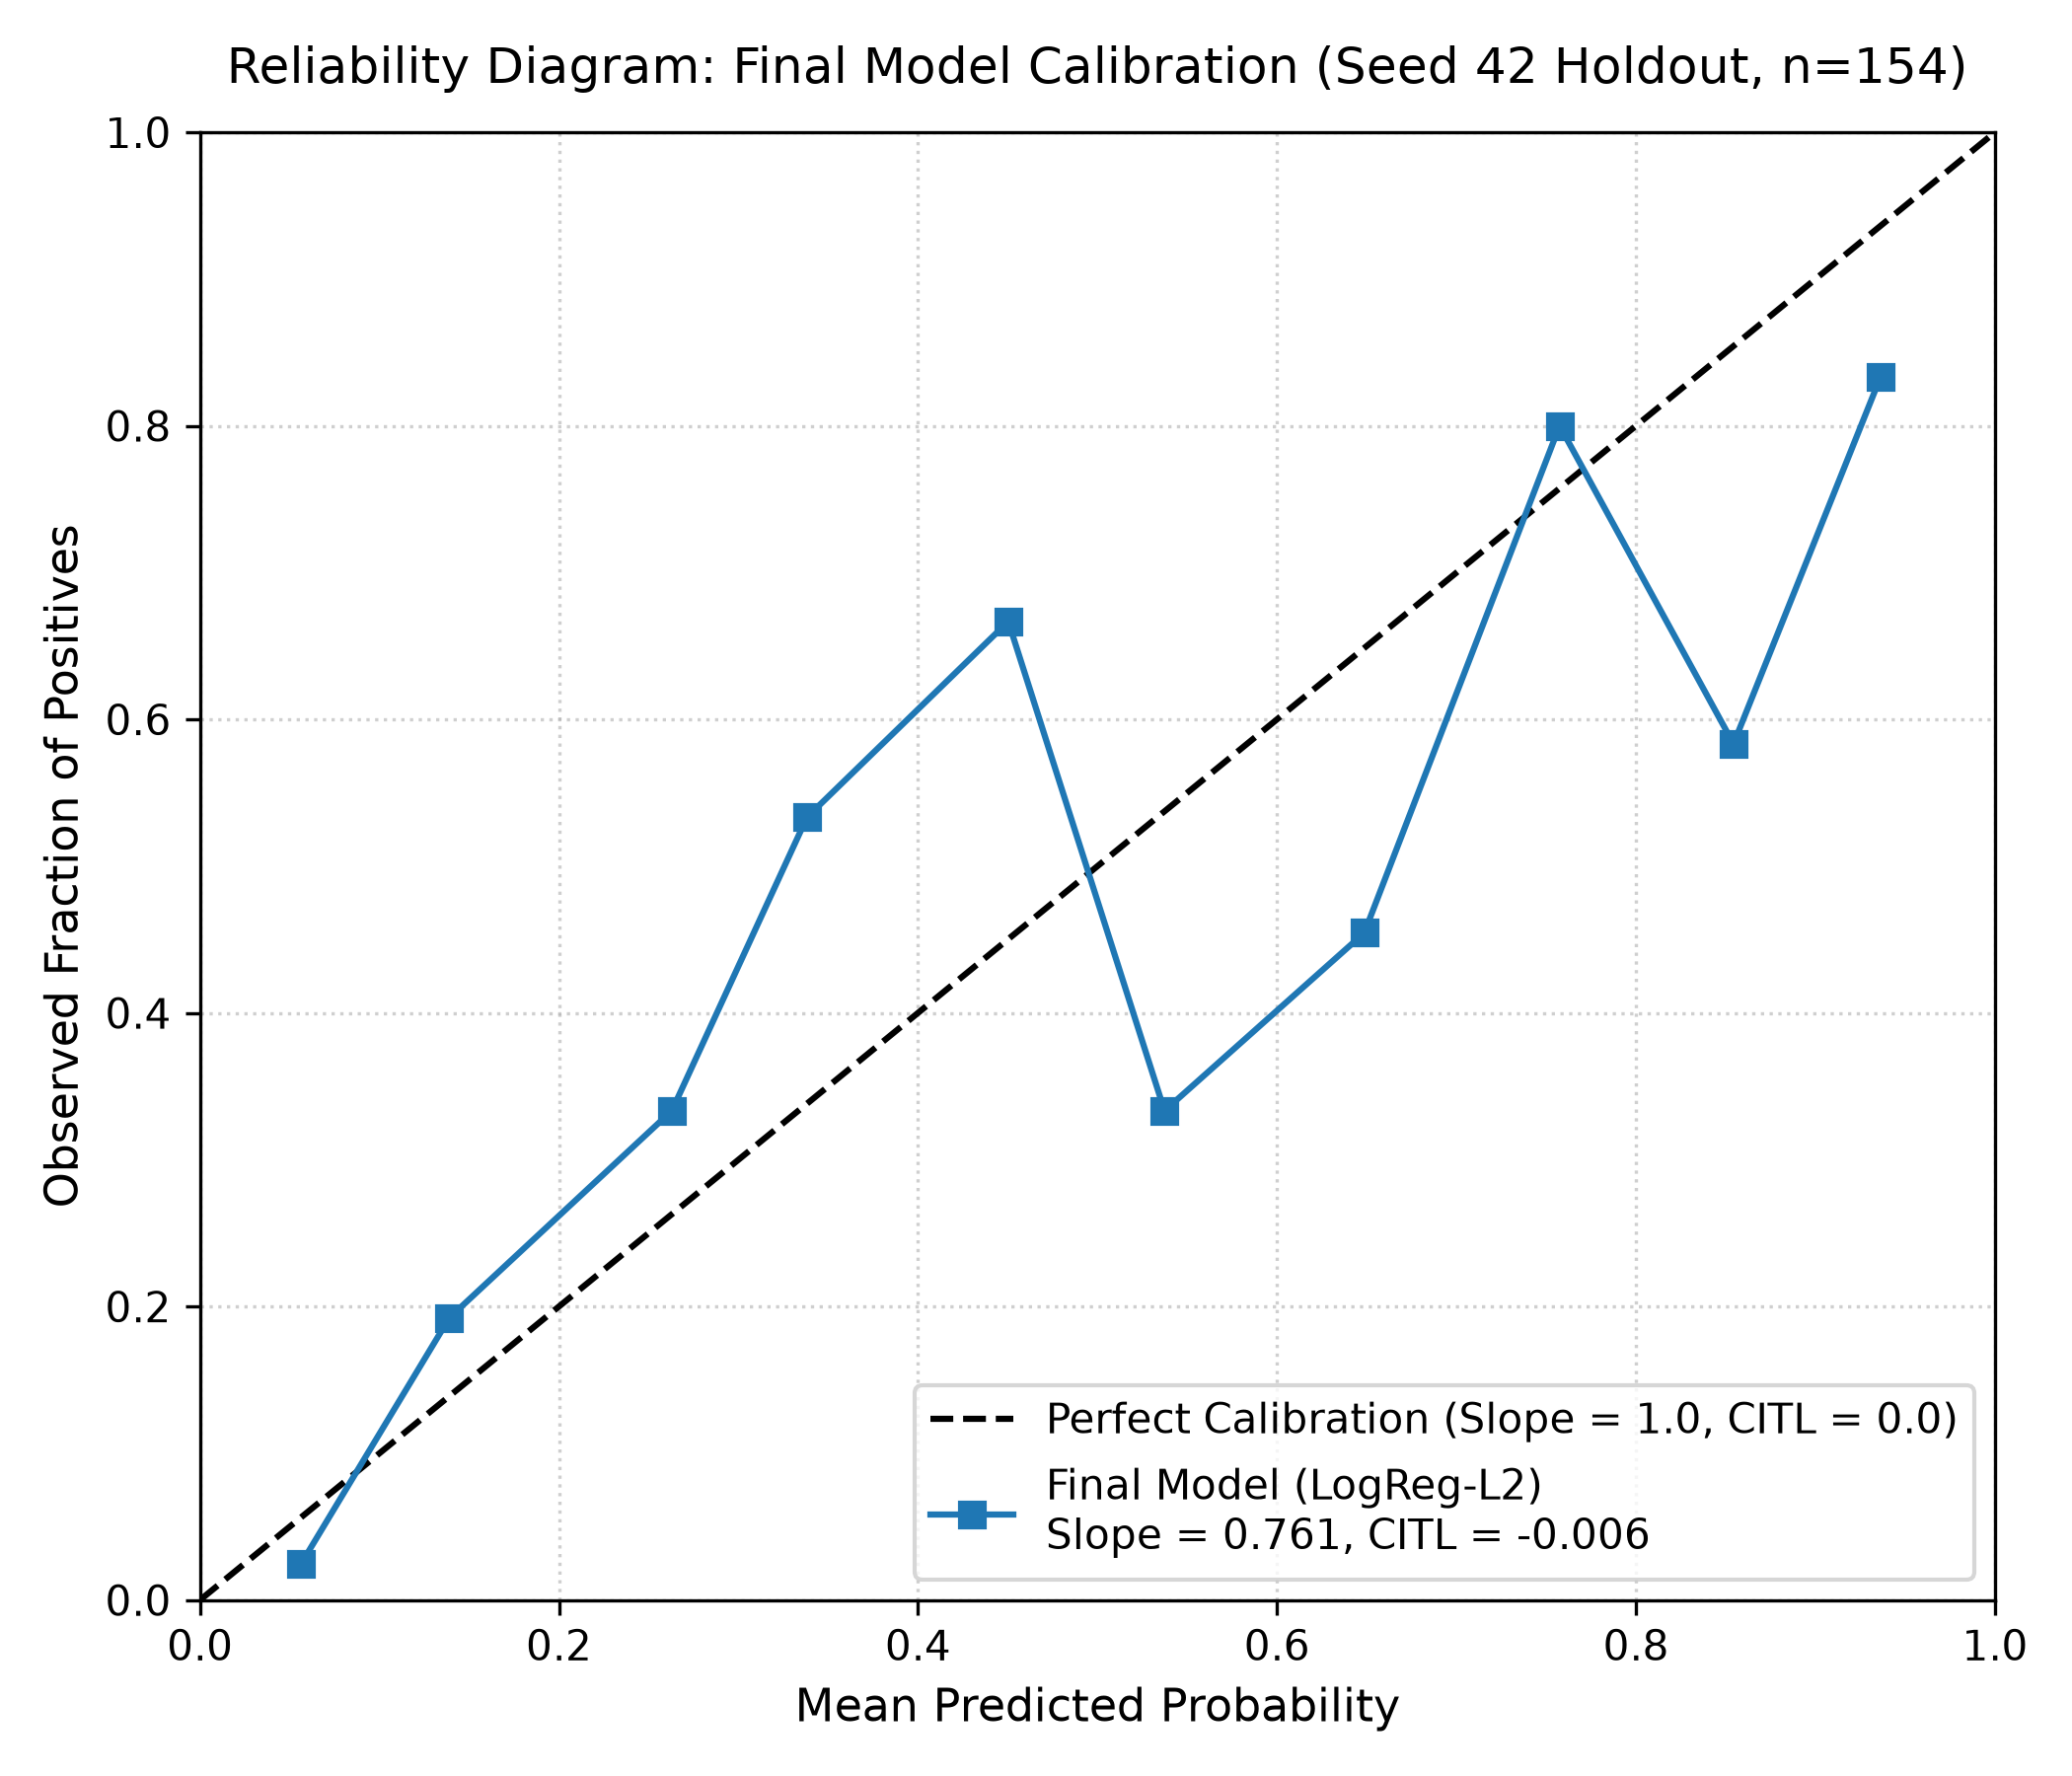 Reliability Diagram: Final Model Calibration (Seed 42 Holdout, n=154)
Observed Fraction of Positives
1.0
0.8
0.6
0.4
0.2
0.0
Perfect Calibration (Slope = 1.0, CITL = 0.0)
Final Model (LogReg-L2)
Slope = 0.761, CITL = -0.006
0.0 0.2 0.4 0.6 0.8 1.0
Mean Predicted Probability